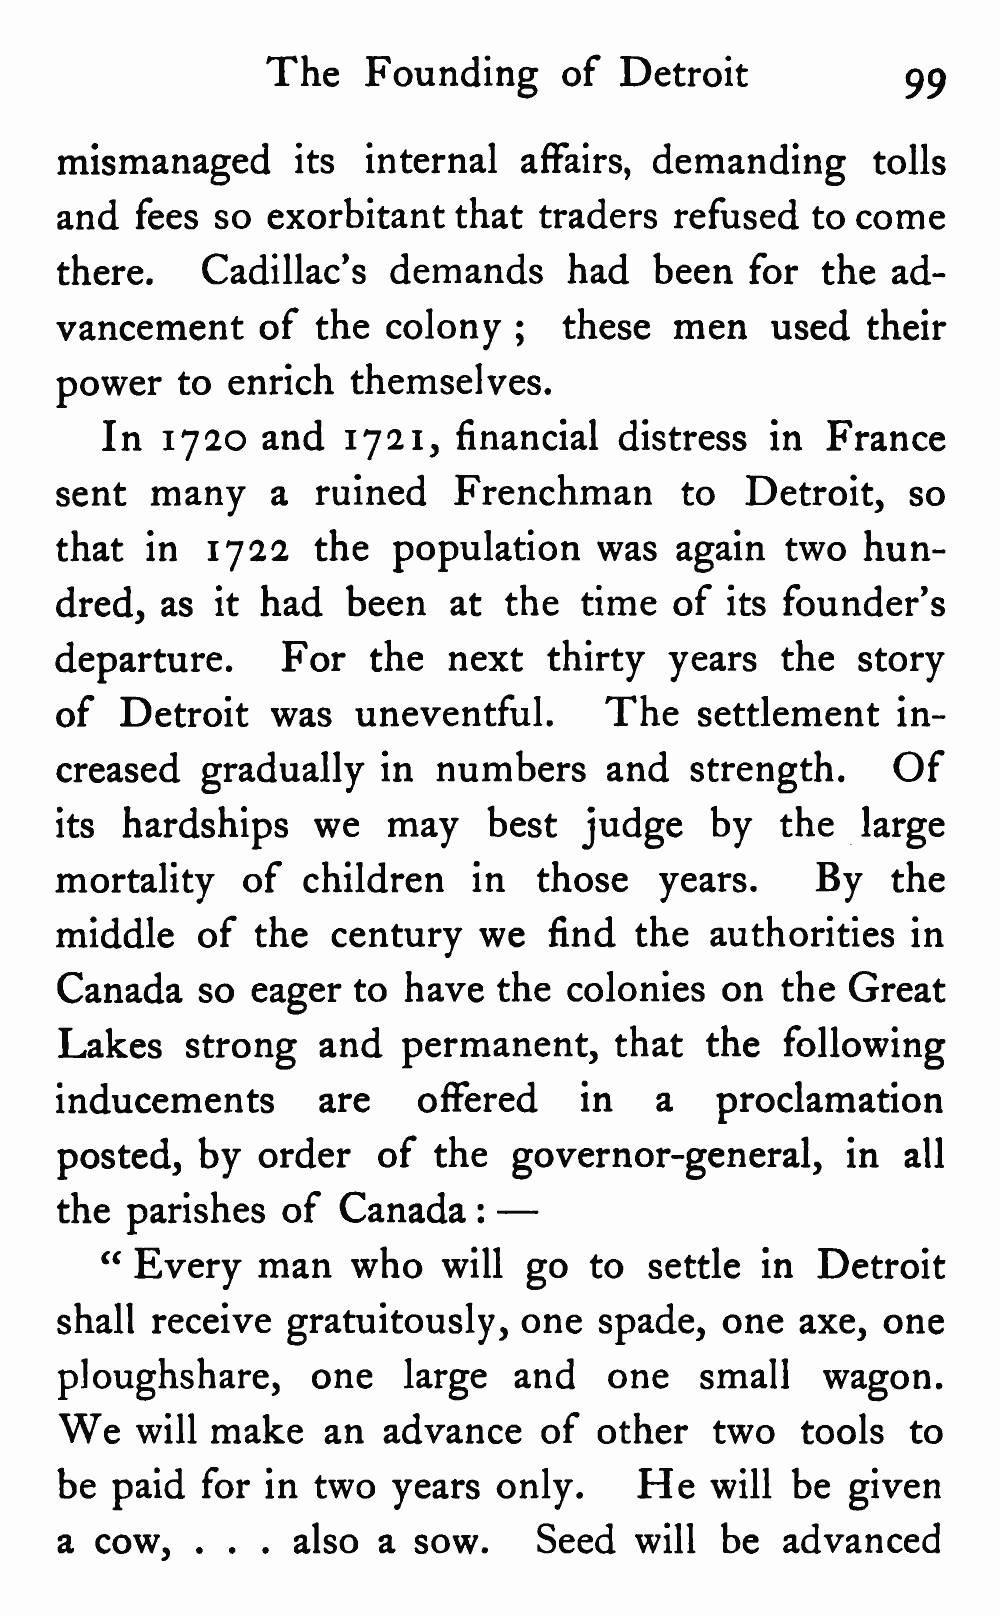 The Founding of Detroit 99
mismanaged its internal affairs, demanding tolls
and fees so exorbitant that traders refused to come
there. Cadillac's demands had been for the ad-
vancement of the colony ; these men used their
power to enrich themselves.
In 1720 and 1721, financial distress in France
sent many a ruined Frenchman to Detroit, so
that in 1722 the population was again two hun-
dred, as it had been at the time of its founder's
departure. For the next thirty years the story
of Detroit was uneventful. The settlement in-
creased gradually in numbers and strength. Of
its hardships we may best judge by the large
mortality of children in those years. By the
middle of the century we find the authorities in
Canada so eager to have the colonies on the Great
Lakes strong and permanent, that the following
inducements are offered in a proclamation
posted, by order of the governor-general, in all
the parishes of Canada : —
“ Every man who will go to settle in Detroit
shall receive gratuitously, one spade, one axe, one
ploughshare, one large and one small wagon.
We will make an advance of other two tools to
be paid for in two years only. He will be given
a cow, . . . also a sow. Seed will be advanced